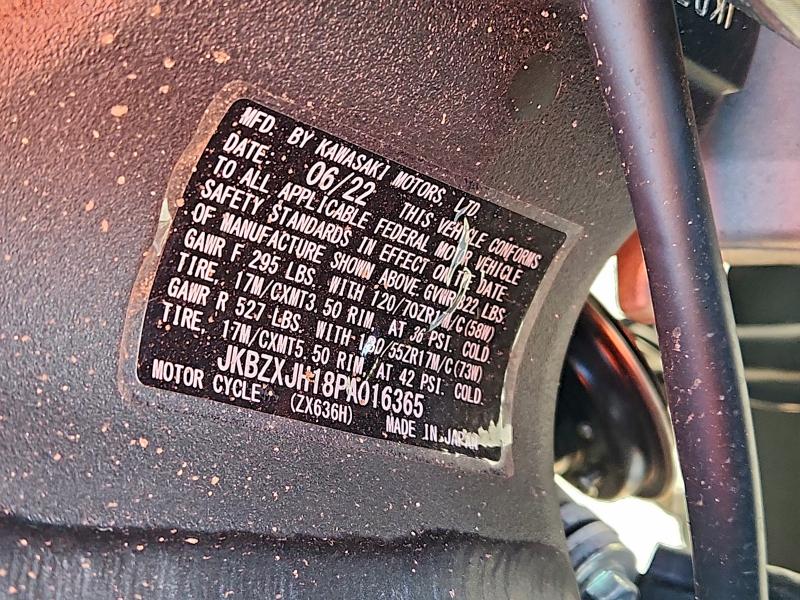 MFD. BY KAWASAKI MOTORS, LTD.
DATE: 06/22 THIS VEHICLE CONFORMS
TO ALL APPLICABLE FEDERAL MOTOR VEHICLE
SAFETY STANDARDS IN EFFECT ON THE DATE
OF MANUFACTURE SHOWN ABOVE. GVWR 822 LBS.
GAWR F 295 LBS. WITH 120/70ZR17M/C(58W)
TIRE, 17M/CXMT3.50 RIM, AT 36 PSI. COLD.
GAWR R 527 LBS. WITH 180/55ZR17M/C(73W)
TIRE, 17M/CXMT5.50 RIM, AT 42 PSI. COLD.
JKBZXJH18PA016365
MOTOR CYCLE (ZX636H) MADE IN JAPAN